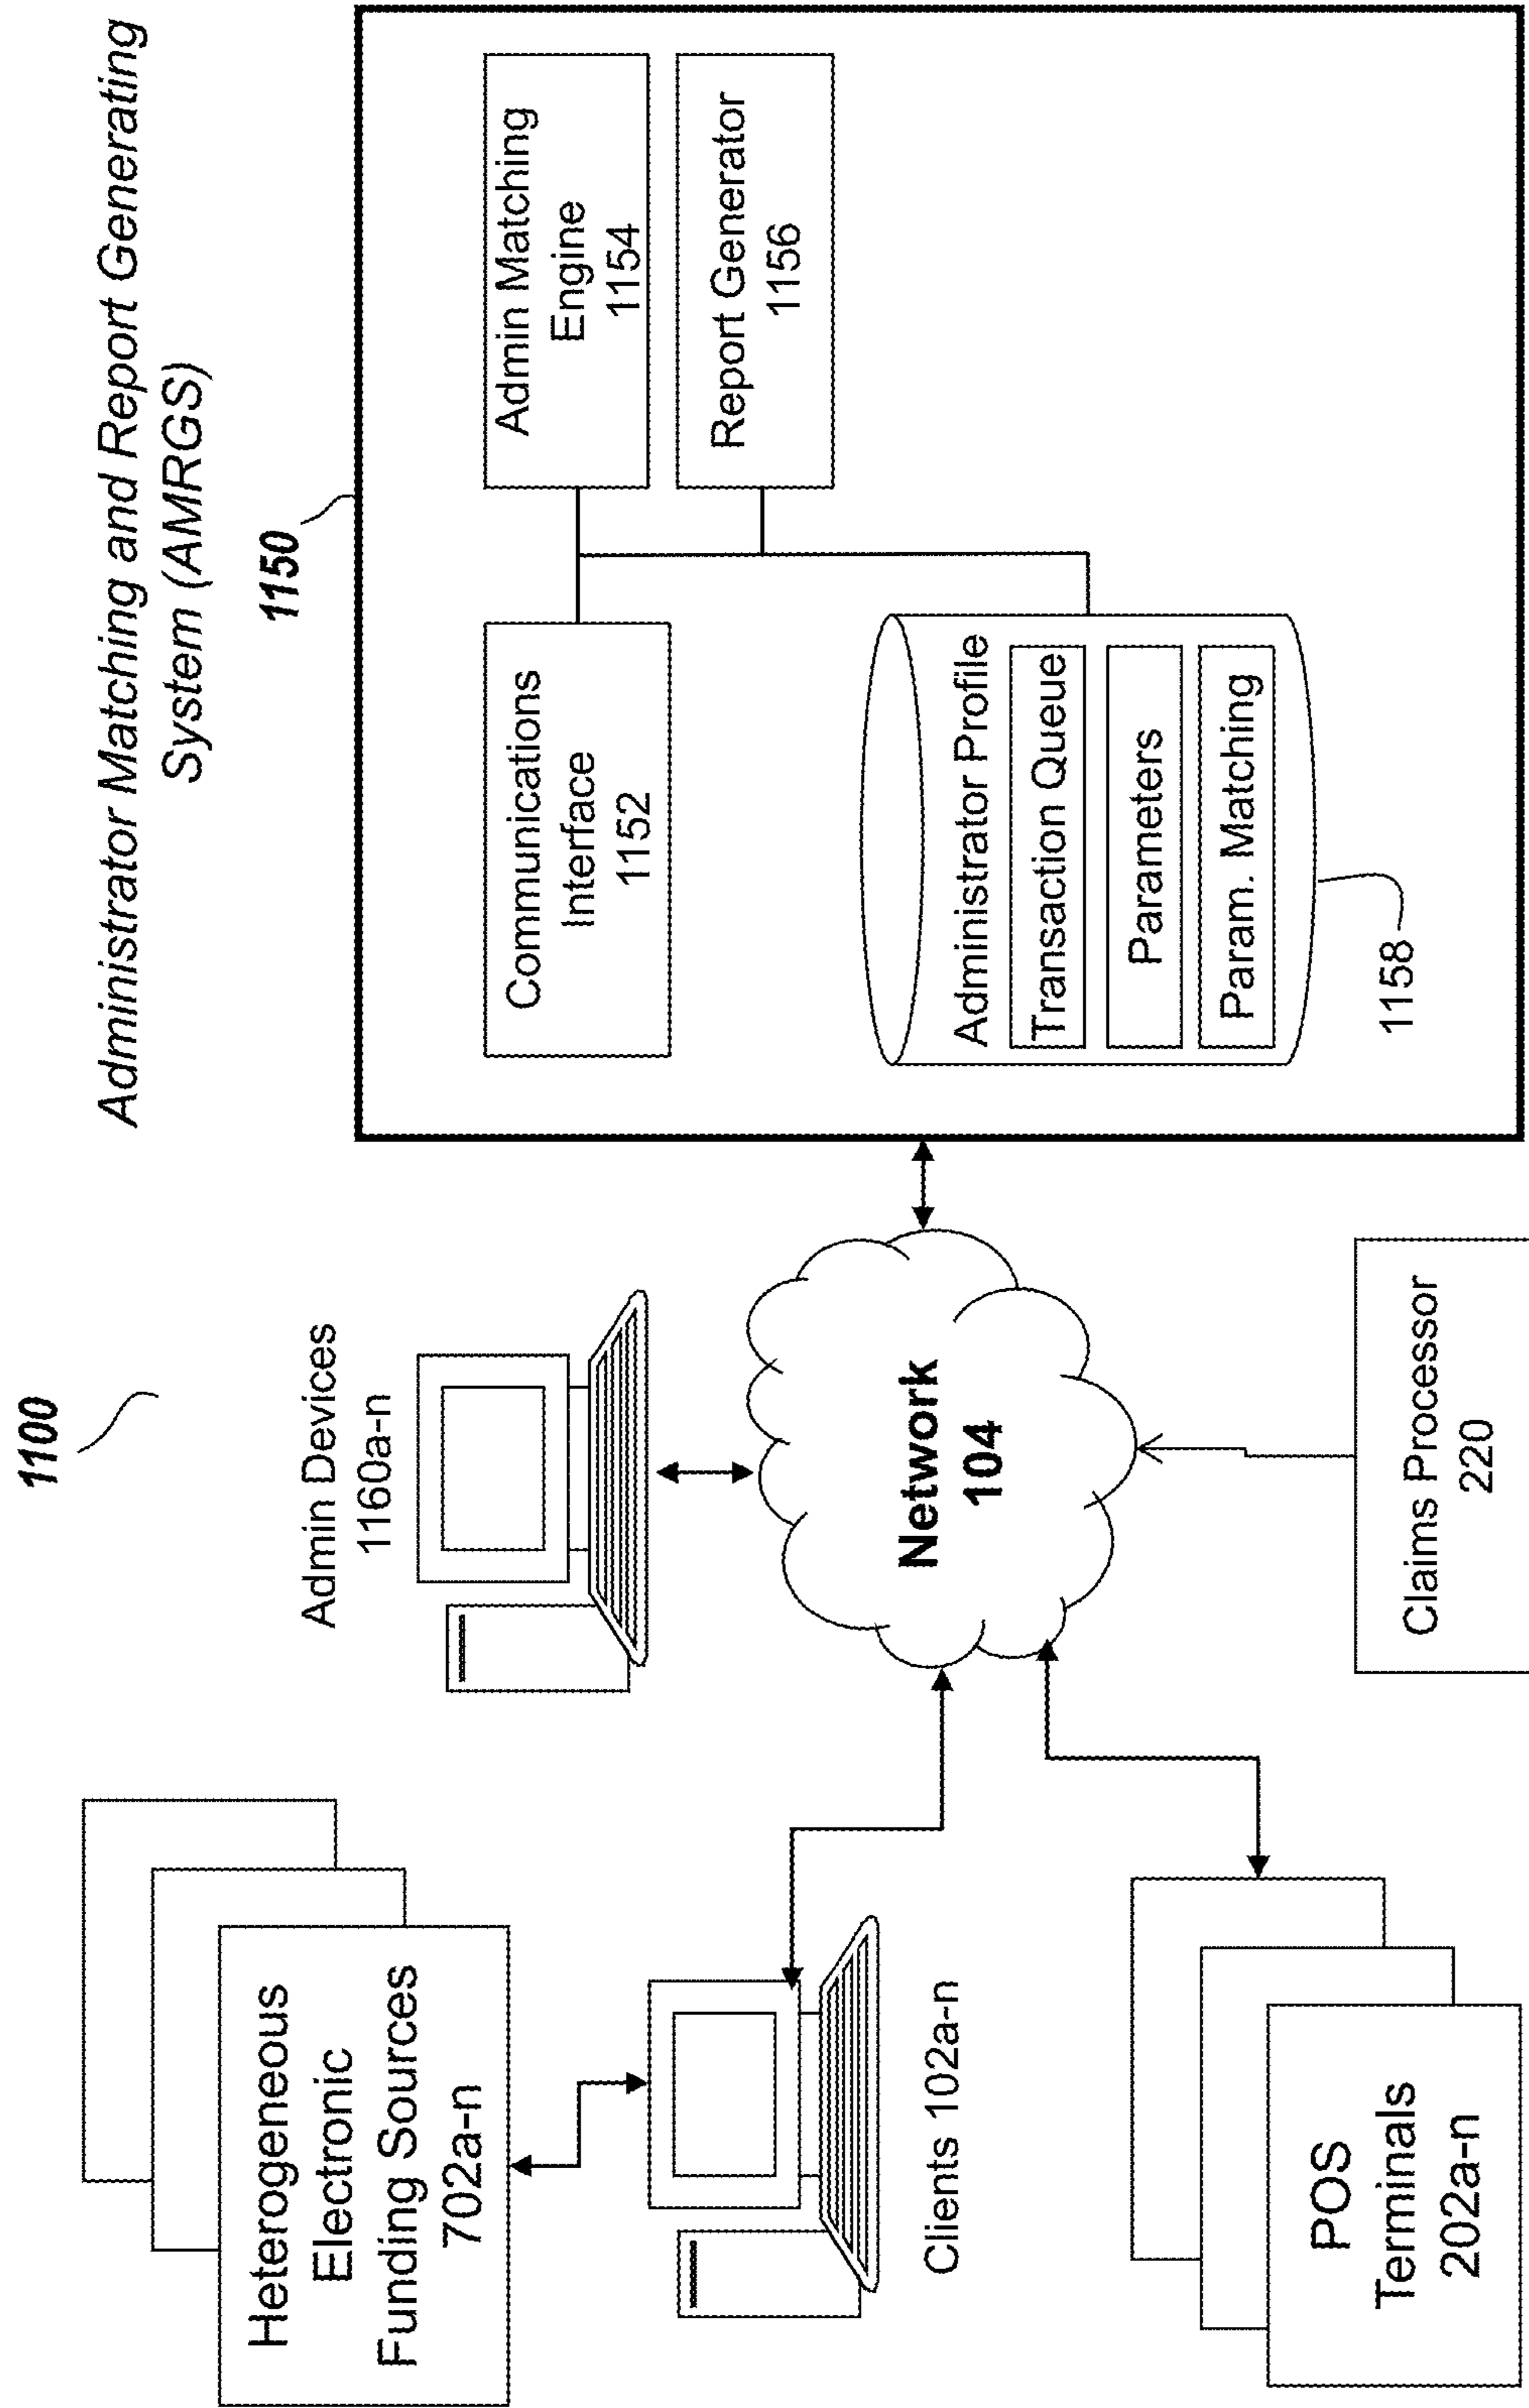 1100
Administrator Matching and Report Generating
System (AMRGS)
1150
Heterogeneous
Electronic
Funding Sources
702a-n
Admin Devices
1160a-n
Communications
Interface
1152
Admin Matching
Engine
1154
Report Generator
1156
Clients 102a-n
Network
104
Administrator Profile
Transaction Queue
Parameters
Param. Matching
1158
POS
Terminals
202a-n
Claims Processor
220